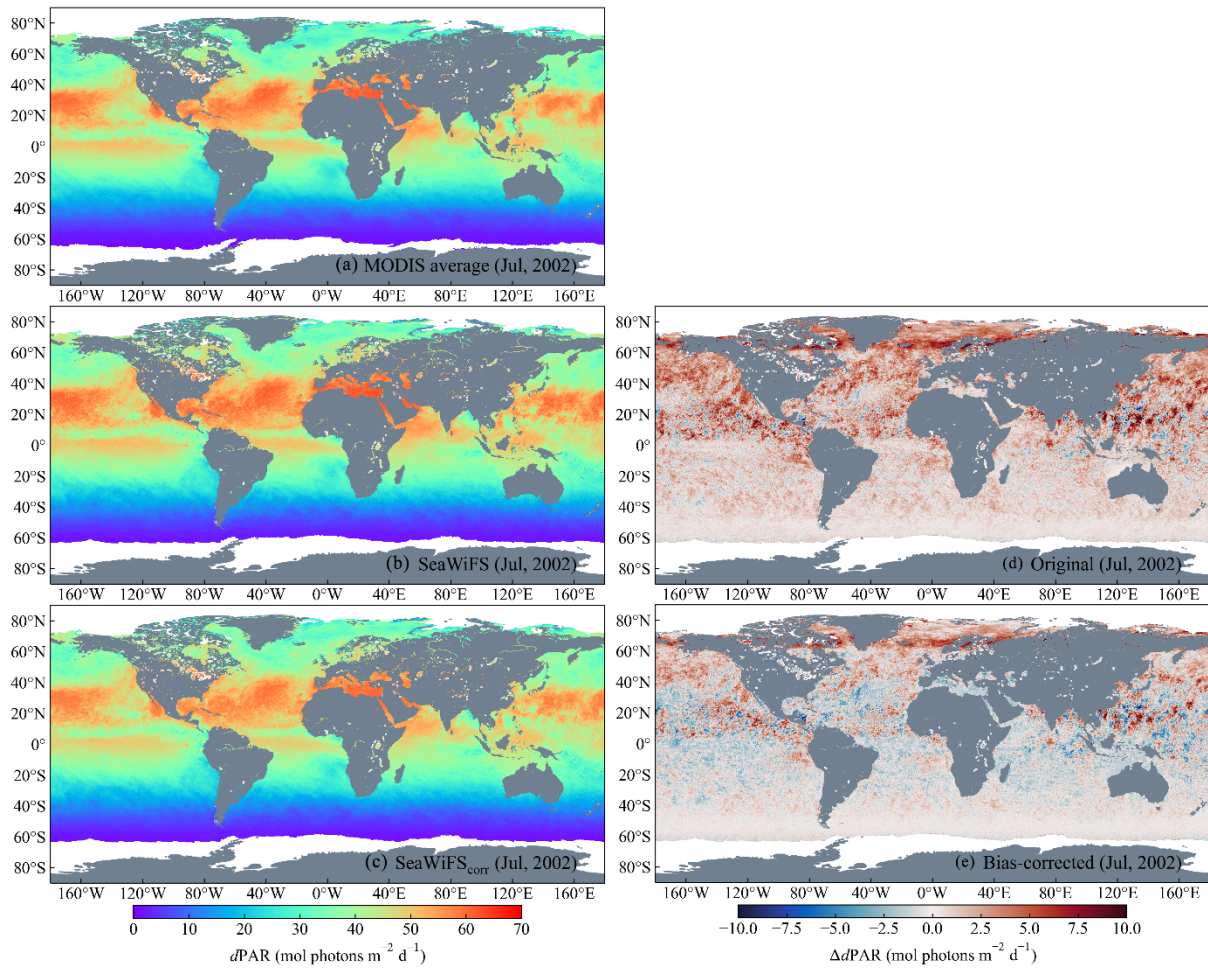 80°N
60°N
40°N
20°N
0°
20°S
40°S
60°S
80°S
(a) MODIS average (Jul, 2002)
160°W 120°W 80°W 40°W 0°W 40°E 80°E 120°E 160°E
80°N
60°N
40°N
20°N
0°
20°S
40°S
60°S
80°S
(b) SeaWiFS (Jul, 2002)
160°W 120°W 80°W 40°W 0°W 40°E 80°E 120°E 160°E
80°N
60°N
40°N
20°N
0°
20°S
40°S
60°S
80°S
(d) Original (Jul, 2002)
160°W 120°W 80°W 40°W 0°W 40°E 80°E 120°E 160°E
80°N
60°N
40°N
20°N
0°
20°S
40°S
60°S
80°S
(c) SeaWiFScorr (Jul, 2002)
160°W 120°W 80°W 40°W 0°W 40°E 80°E 120°E 160°E
80°N
60°N
40°N
20°N
0°
20°S
40°S
60°S
80°S
(e) Bias-corrected (Jul, 2002)
160°W 120°W 80°W 40°W 0°W 40°E 80°E 120°E 160°E
0 10 20 30 40 50 60 70
dPAR (mol photons m⁻² d⁻¹)
−10.0 −7.5 −5.0 −2.5 0.0 2.5 5.0 7.5 10.0
ΔdPAR (mol photons m⁻² d⁻¹)